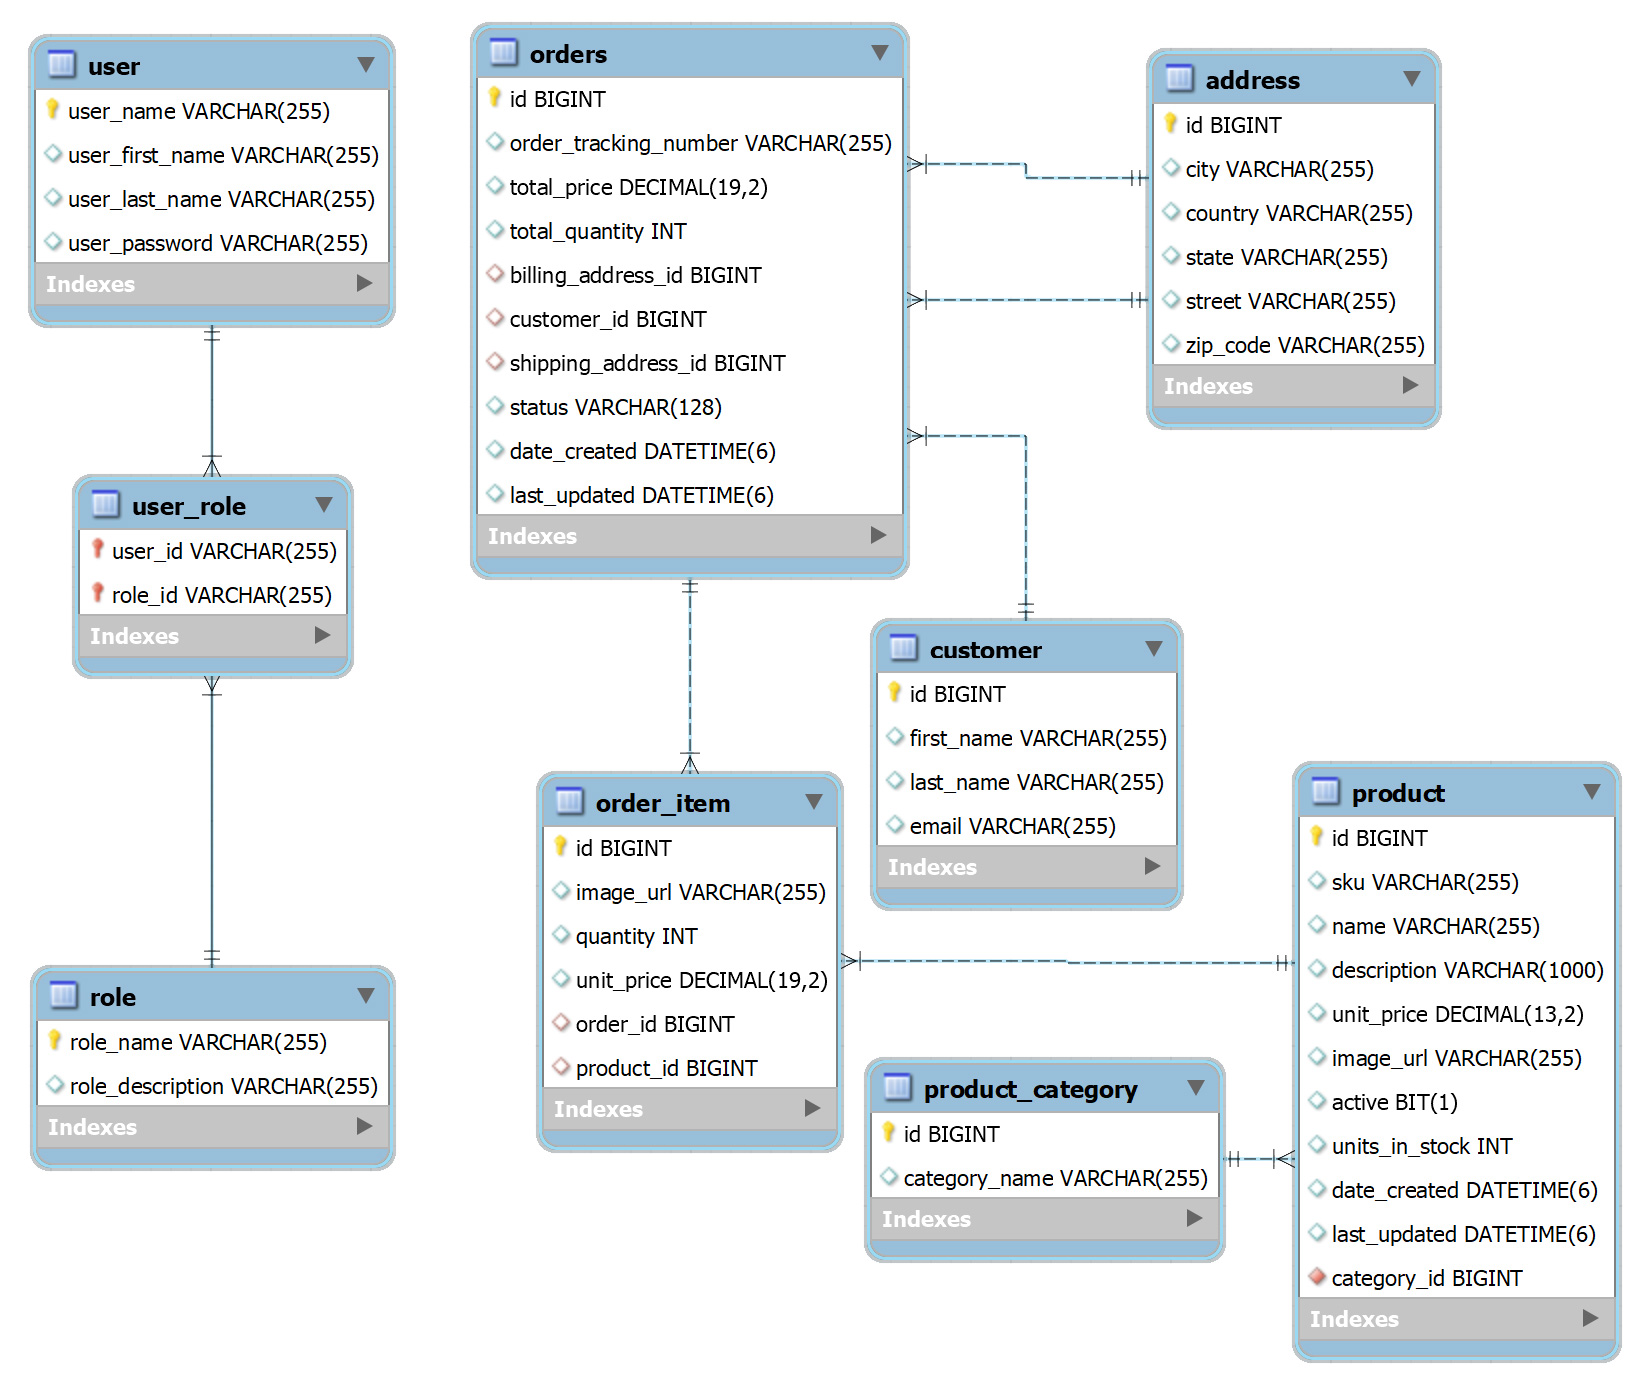 user
user_name VARCHAR(255)
user_first_name VARCHAR(255)
user_last_name VARCHAR(255)
user_password VARCHAR(255)
Indexes
user_role
user_id VARCHAR(255)
role_id VARCHAR(255)
Indexes
role
role_name VARCHAR(255)
role_description VARCHAR(255)
Indexes
orders
id BIGINT
order_tracking_number VARCHAR(255)
total_price DECIMAL(19,2)
total_quantity INT
billing_address_id BIGINT
customer_id BIGINT
shipping_address_id BIGINT
status VARCHAR(128)
date_created DATETIME(6)
last_updated DATETIME(6)
Indexes
address
id BIGINT
city VARCHAR(255)
country VARCHAR(255)
state VARCHAR(255)
street VARCHAR(255)
zip_code VARCHAR(255)
Indexes
customer
id BIGINT
first_name VARCHAR(255)
last_name VARCHAR(255)
email VARCHAR(255)
Indexes
order_item
id BIGINT
image_url VARCHAR(255)
quantity INT
unit_price DECIMAL(19,2)
order_id BIGINT
product_id BIGINT
Indexes
product_category
id BIGINT
category_name VARCHAR(255)
Indexes
product
id BIGINT
sku VARCHAR(255)
name VARCHAR(255)
description VARCHAR(1000)
unit_price DECIMAL(13,2)
image_url VARCHAR(255)
active BIT(1)
units_in_stock INT
date_created DATETIME(6)
last_updated DATETIME(6)
category_id BIGINT
Indexes